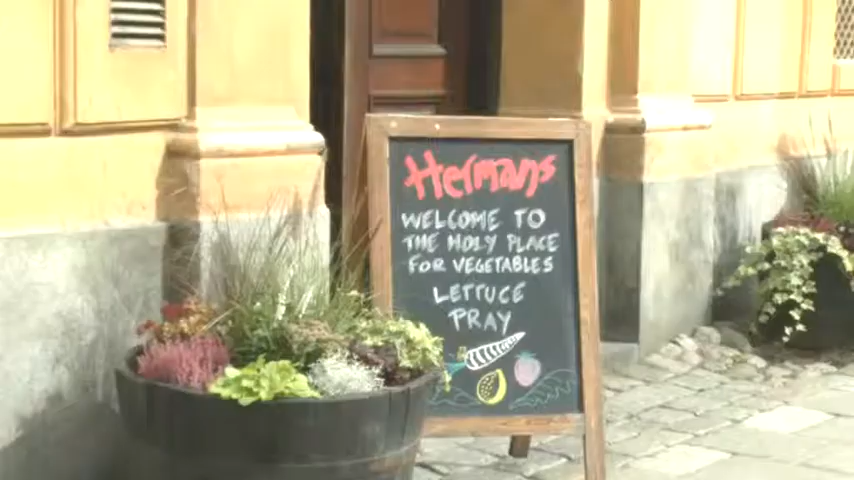 Hermans
WELCOME TO
THE HOLY PLACE
FOR VEGETABLES
LETTUCE
PRAY